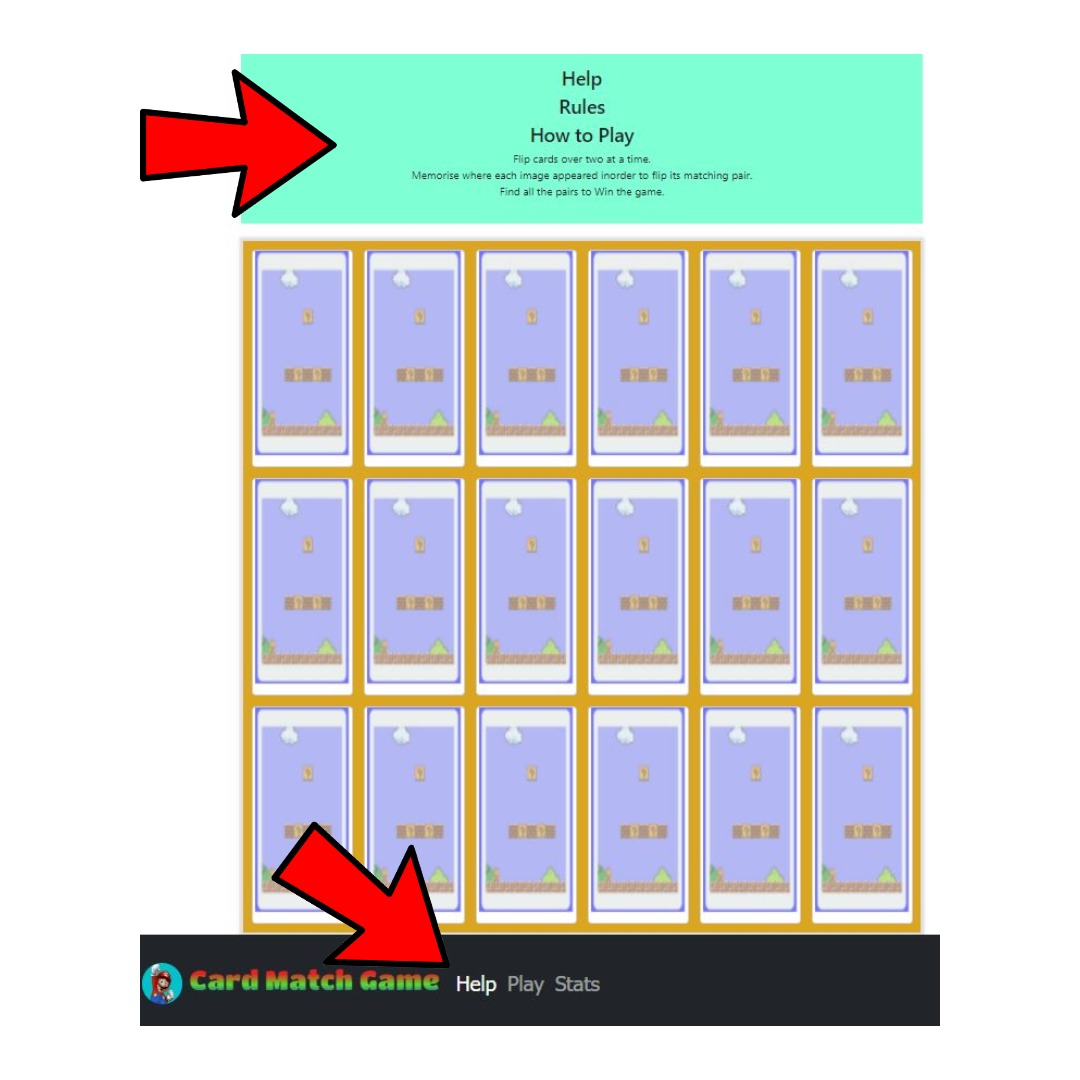 Help
Rules
How to Play
Flip cards over two at a time.
Memorise where each image appeared inorder to flip its matching pair.
Find all the pairs to Win the game.
Card Match Game Help Play Stats